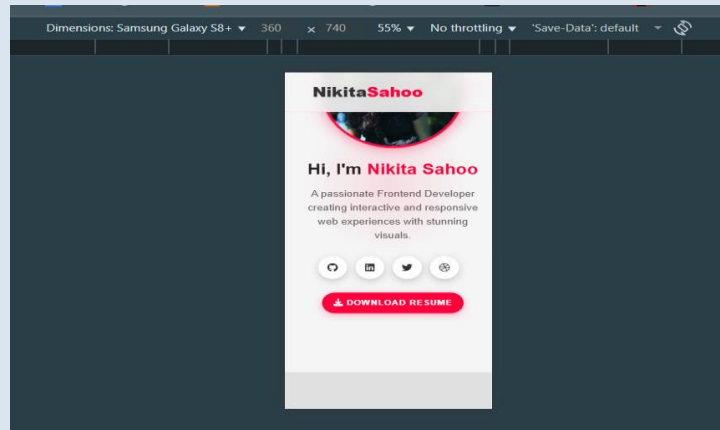 Dimensions: Samsung Galaxy S8+ 360 × 740 55% No throttling 'Save-Data': default
NikitaSahoo
Hi, I'm Nikita Sahoo
A passionate Frontend Developer
creating interactive and responsive
web experiences with stunning
visuals.
DOWNLOAD RESUME